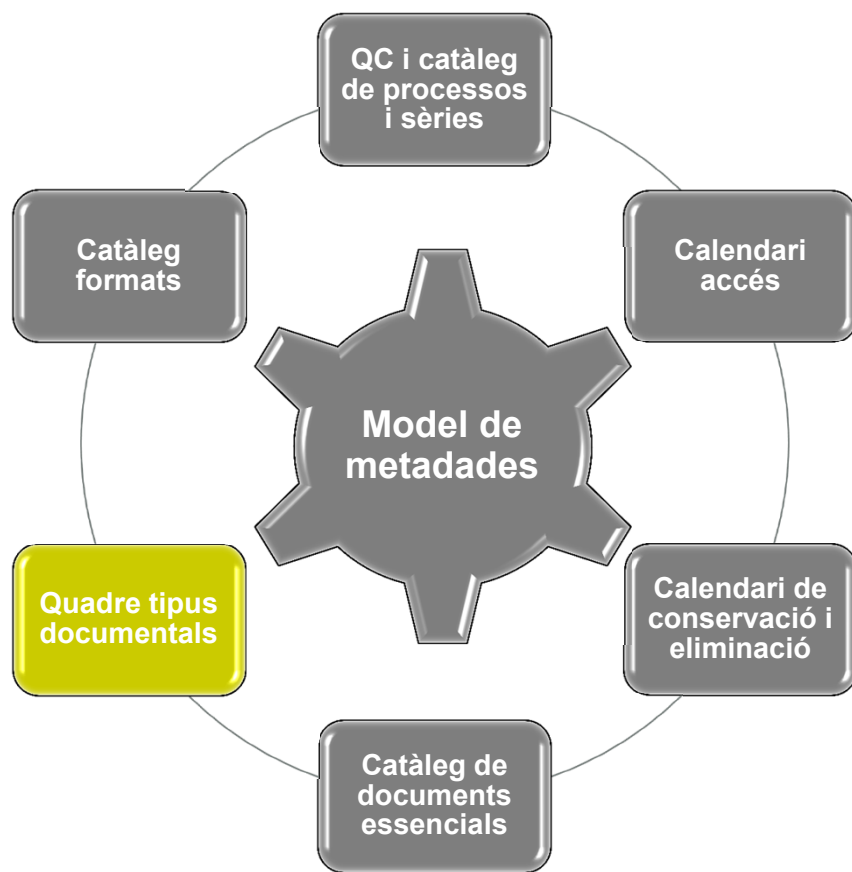 QC i catàleg
de processos
i sèries
Catàleg
formats
Calendari
accés
Model de
metadades
Quadre tipus
documentals
Calendari de
conservació i
eliminació
Catàleg de
documents
essencials